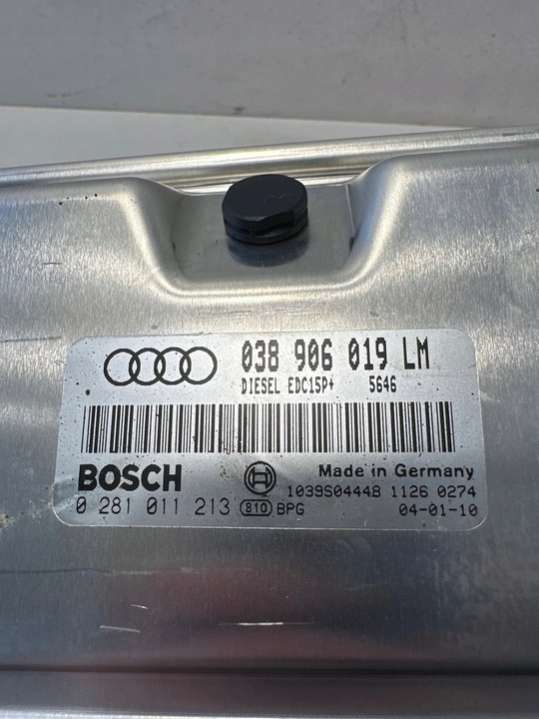 038 906 019 LM
DIESEL EDC15P+ 5646
BOSCH
Made in Germany
1039S04448 1126 0274
0 281 011 213 810 BPG 04-01-10